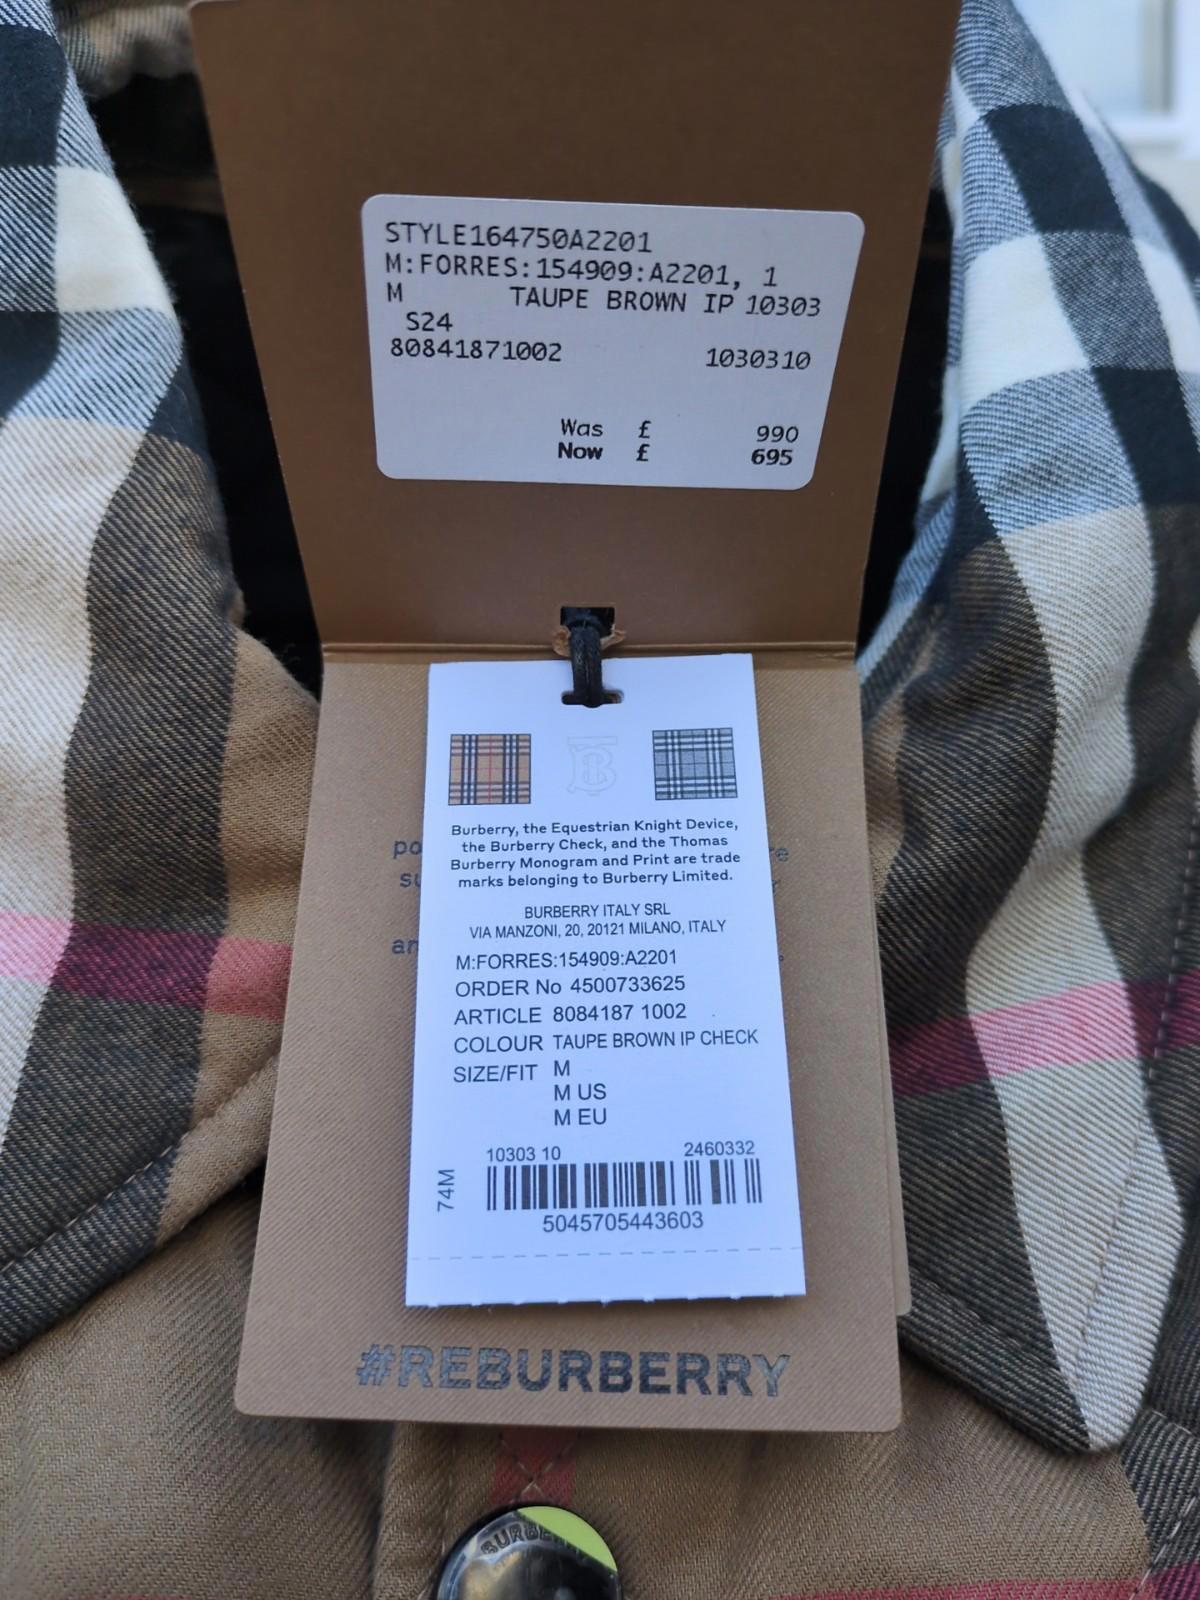 STYLE164750A2201
M:FORRES:154909:A2201, 1
M TAUPE BROWN IP 10303
S24
80841871002 1030310
Was £ 990
Now £ 695
Burberry, the Equestrian Knight Device,
the Burberry Check, and the Thomas
Burberry Monogram and Print are trade
marks belonging to Burberry Limited.
BURBERRY ITALY SRL
VIA MANZONI, 20, 20121 MILANO, ITALY
M:FORRES:154909:A2201
ORDER No 4500733625
ARTICLE 8084187 1002
COLOUR TAUPE BROWN IP CHECK
SIZE/FIT M
M US
M EU
10303 10 2460332
74M
5045705443603
#REBURBERRY
BURBERRY